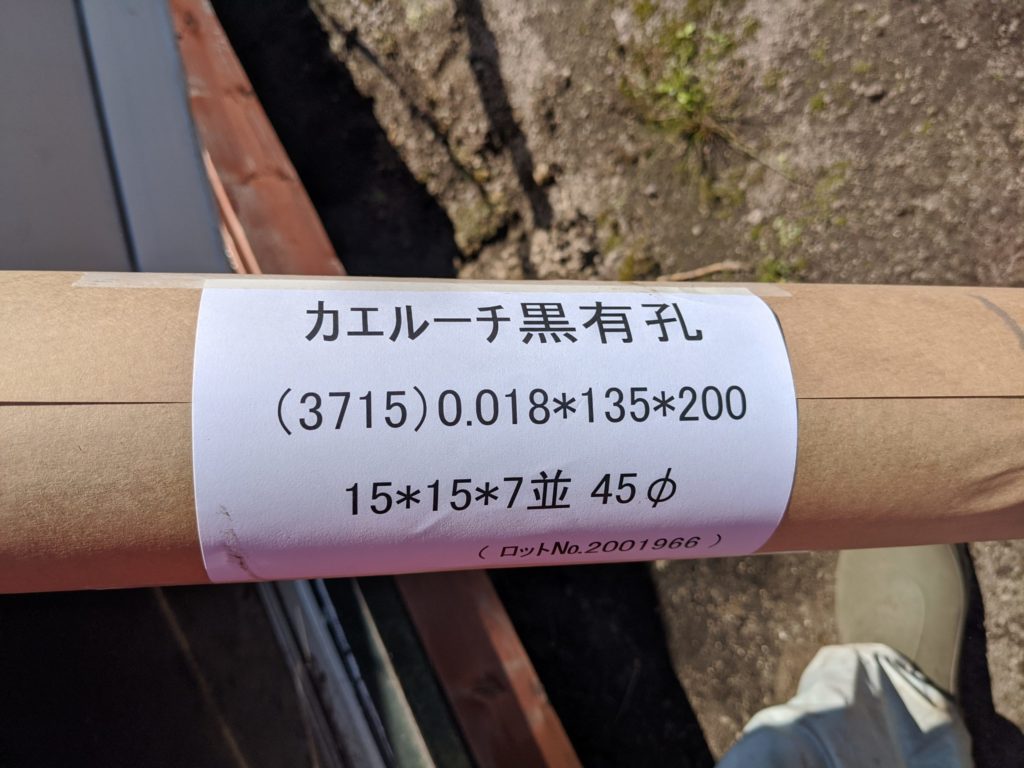 カエルーチ黒有孔
(3715)0.018*135*200
15*15*7並 45φ
( ロットNo.2001966 )